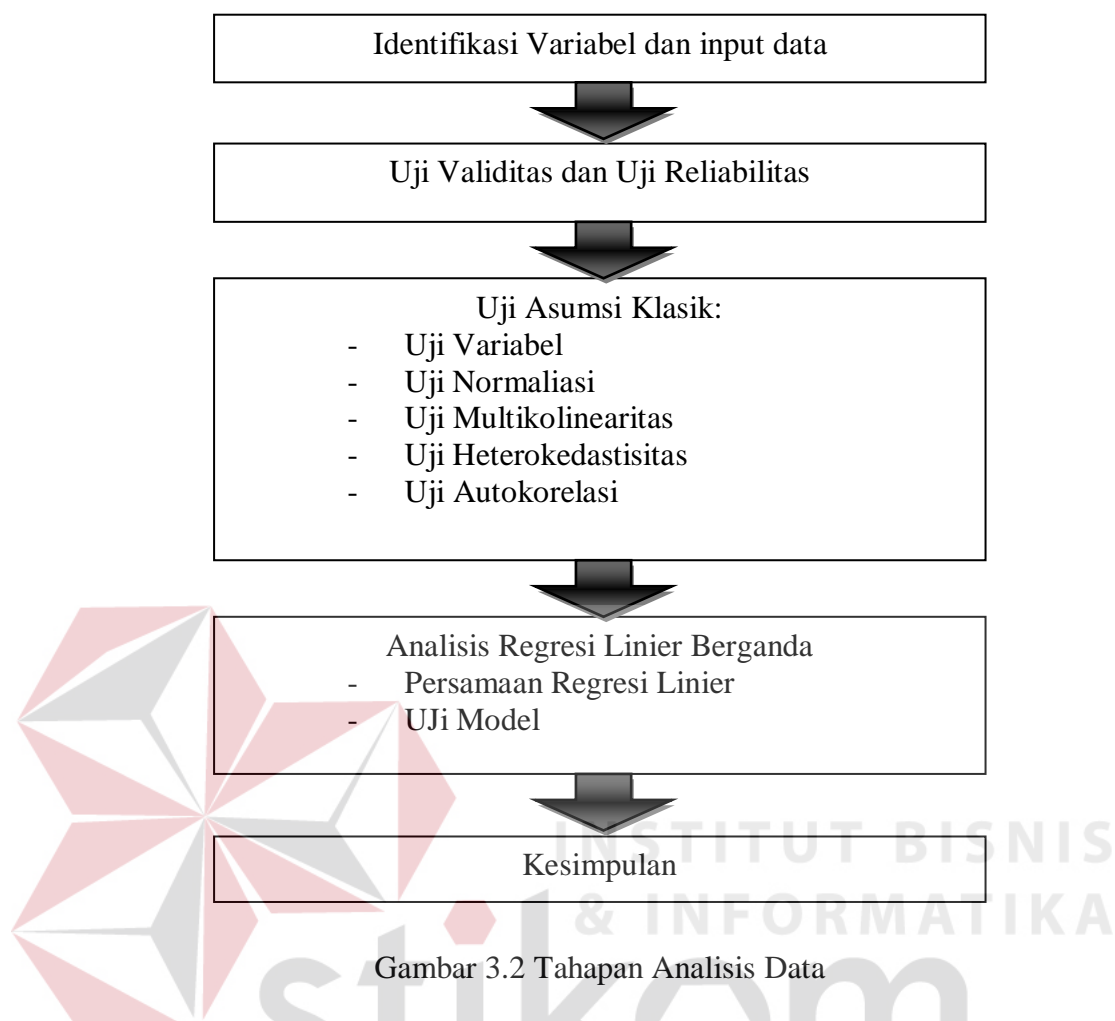 Identifikasi Variabel dan input data
Uji Validitas dan Uji Reliabilitas
Uji Asumsi Klasik:
- Uji Variabel
- Uji Normaliasi
- Uji Multikolinearitas
- Uji Heterokedastisitas
- Uji Autokorelasi
Analisis Regresi Linier Berganda
- Persamaan Regresi Linier
- UJi Model
INSTITUT BISNIS
Kesimpulan
& INFORMATIKA
Gambar 3.2 Tahapan Analisis Data
stikom